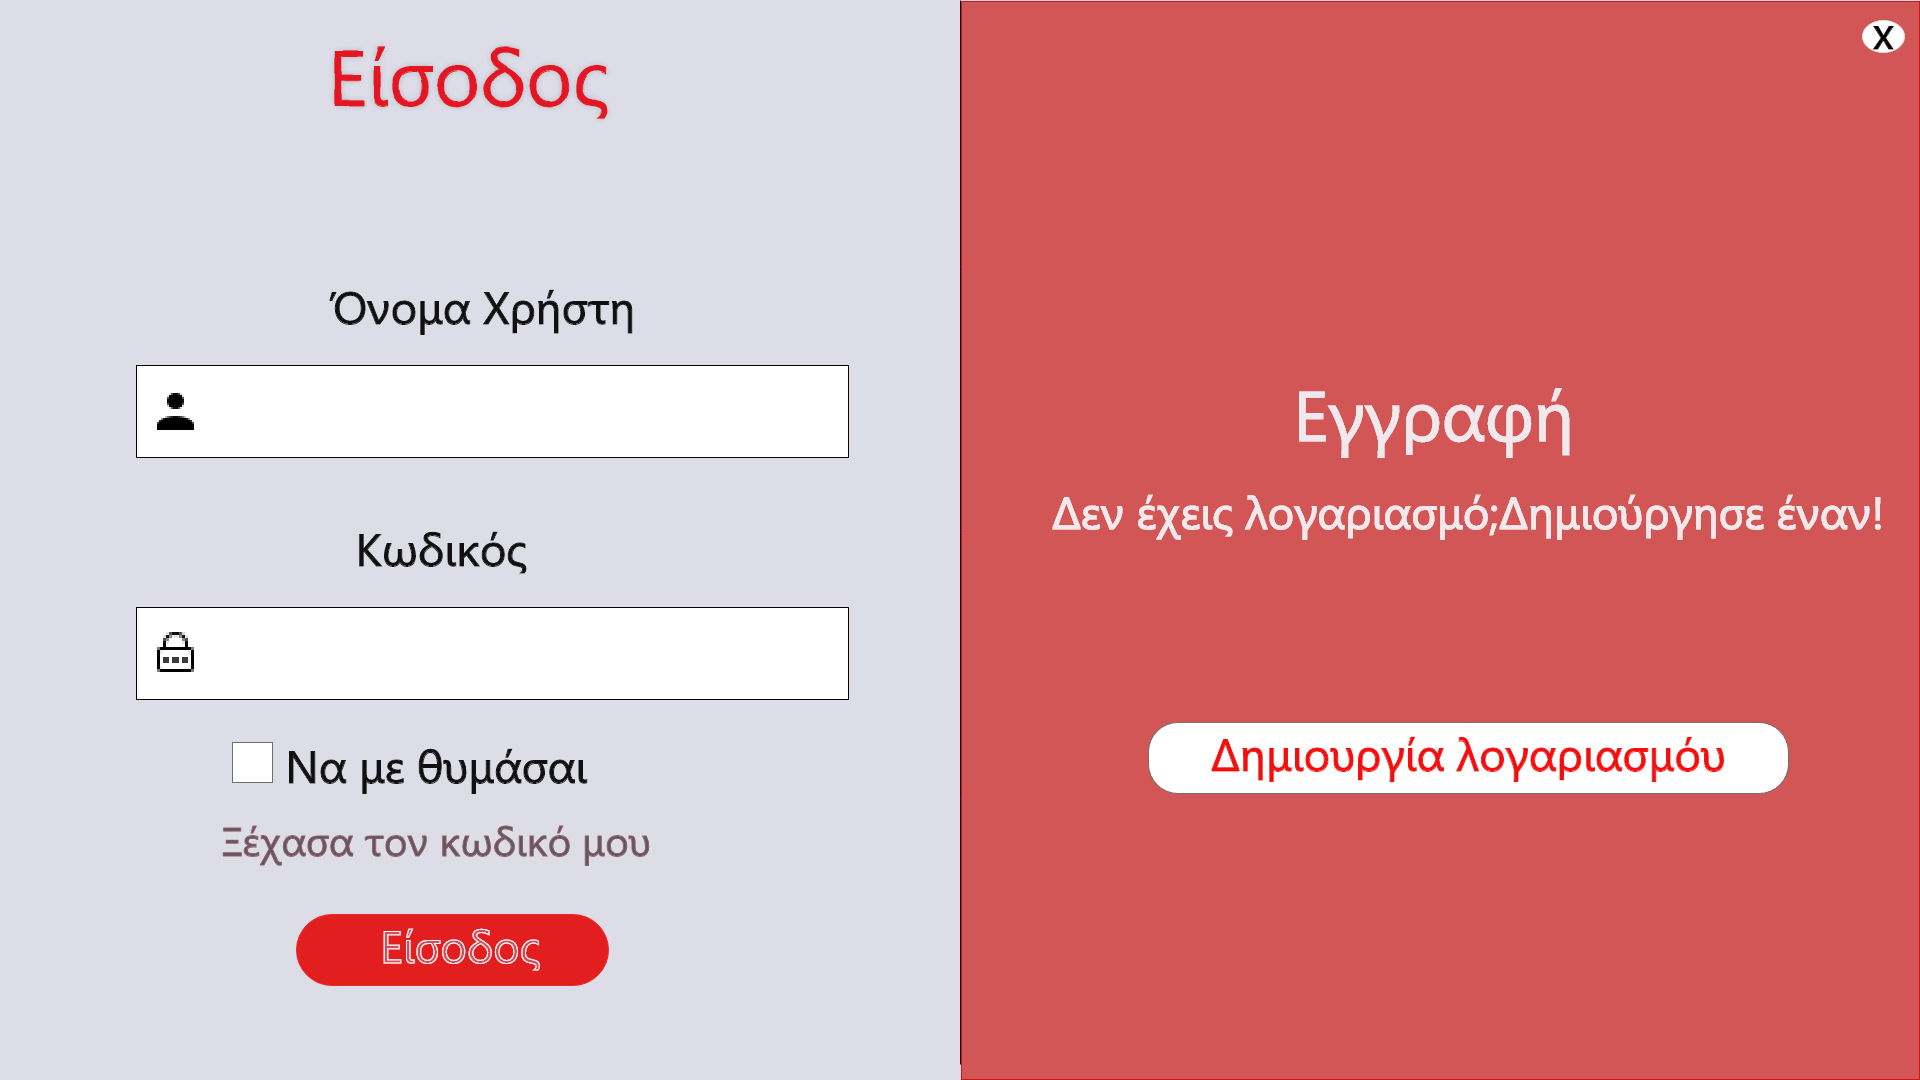 Είσοδος
Όνομα Χρήστη
Κωδικός
Να με θυμάσαι
Ξέχασα τον κωδικό μου
Είσοδος
X
Εγγραφή
Δεν έχεις λογαριασμό;Δημιούργησε έναν!
Δημιουργία λογαριασμόυ